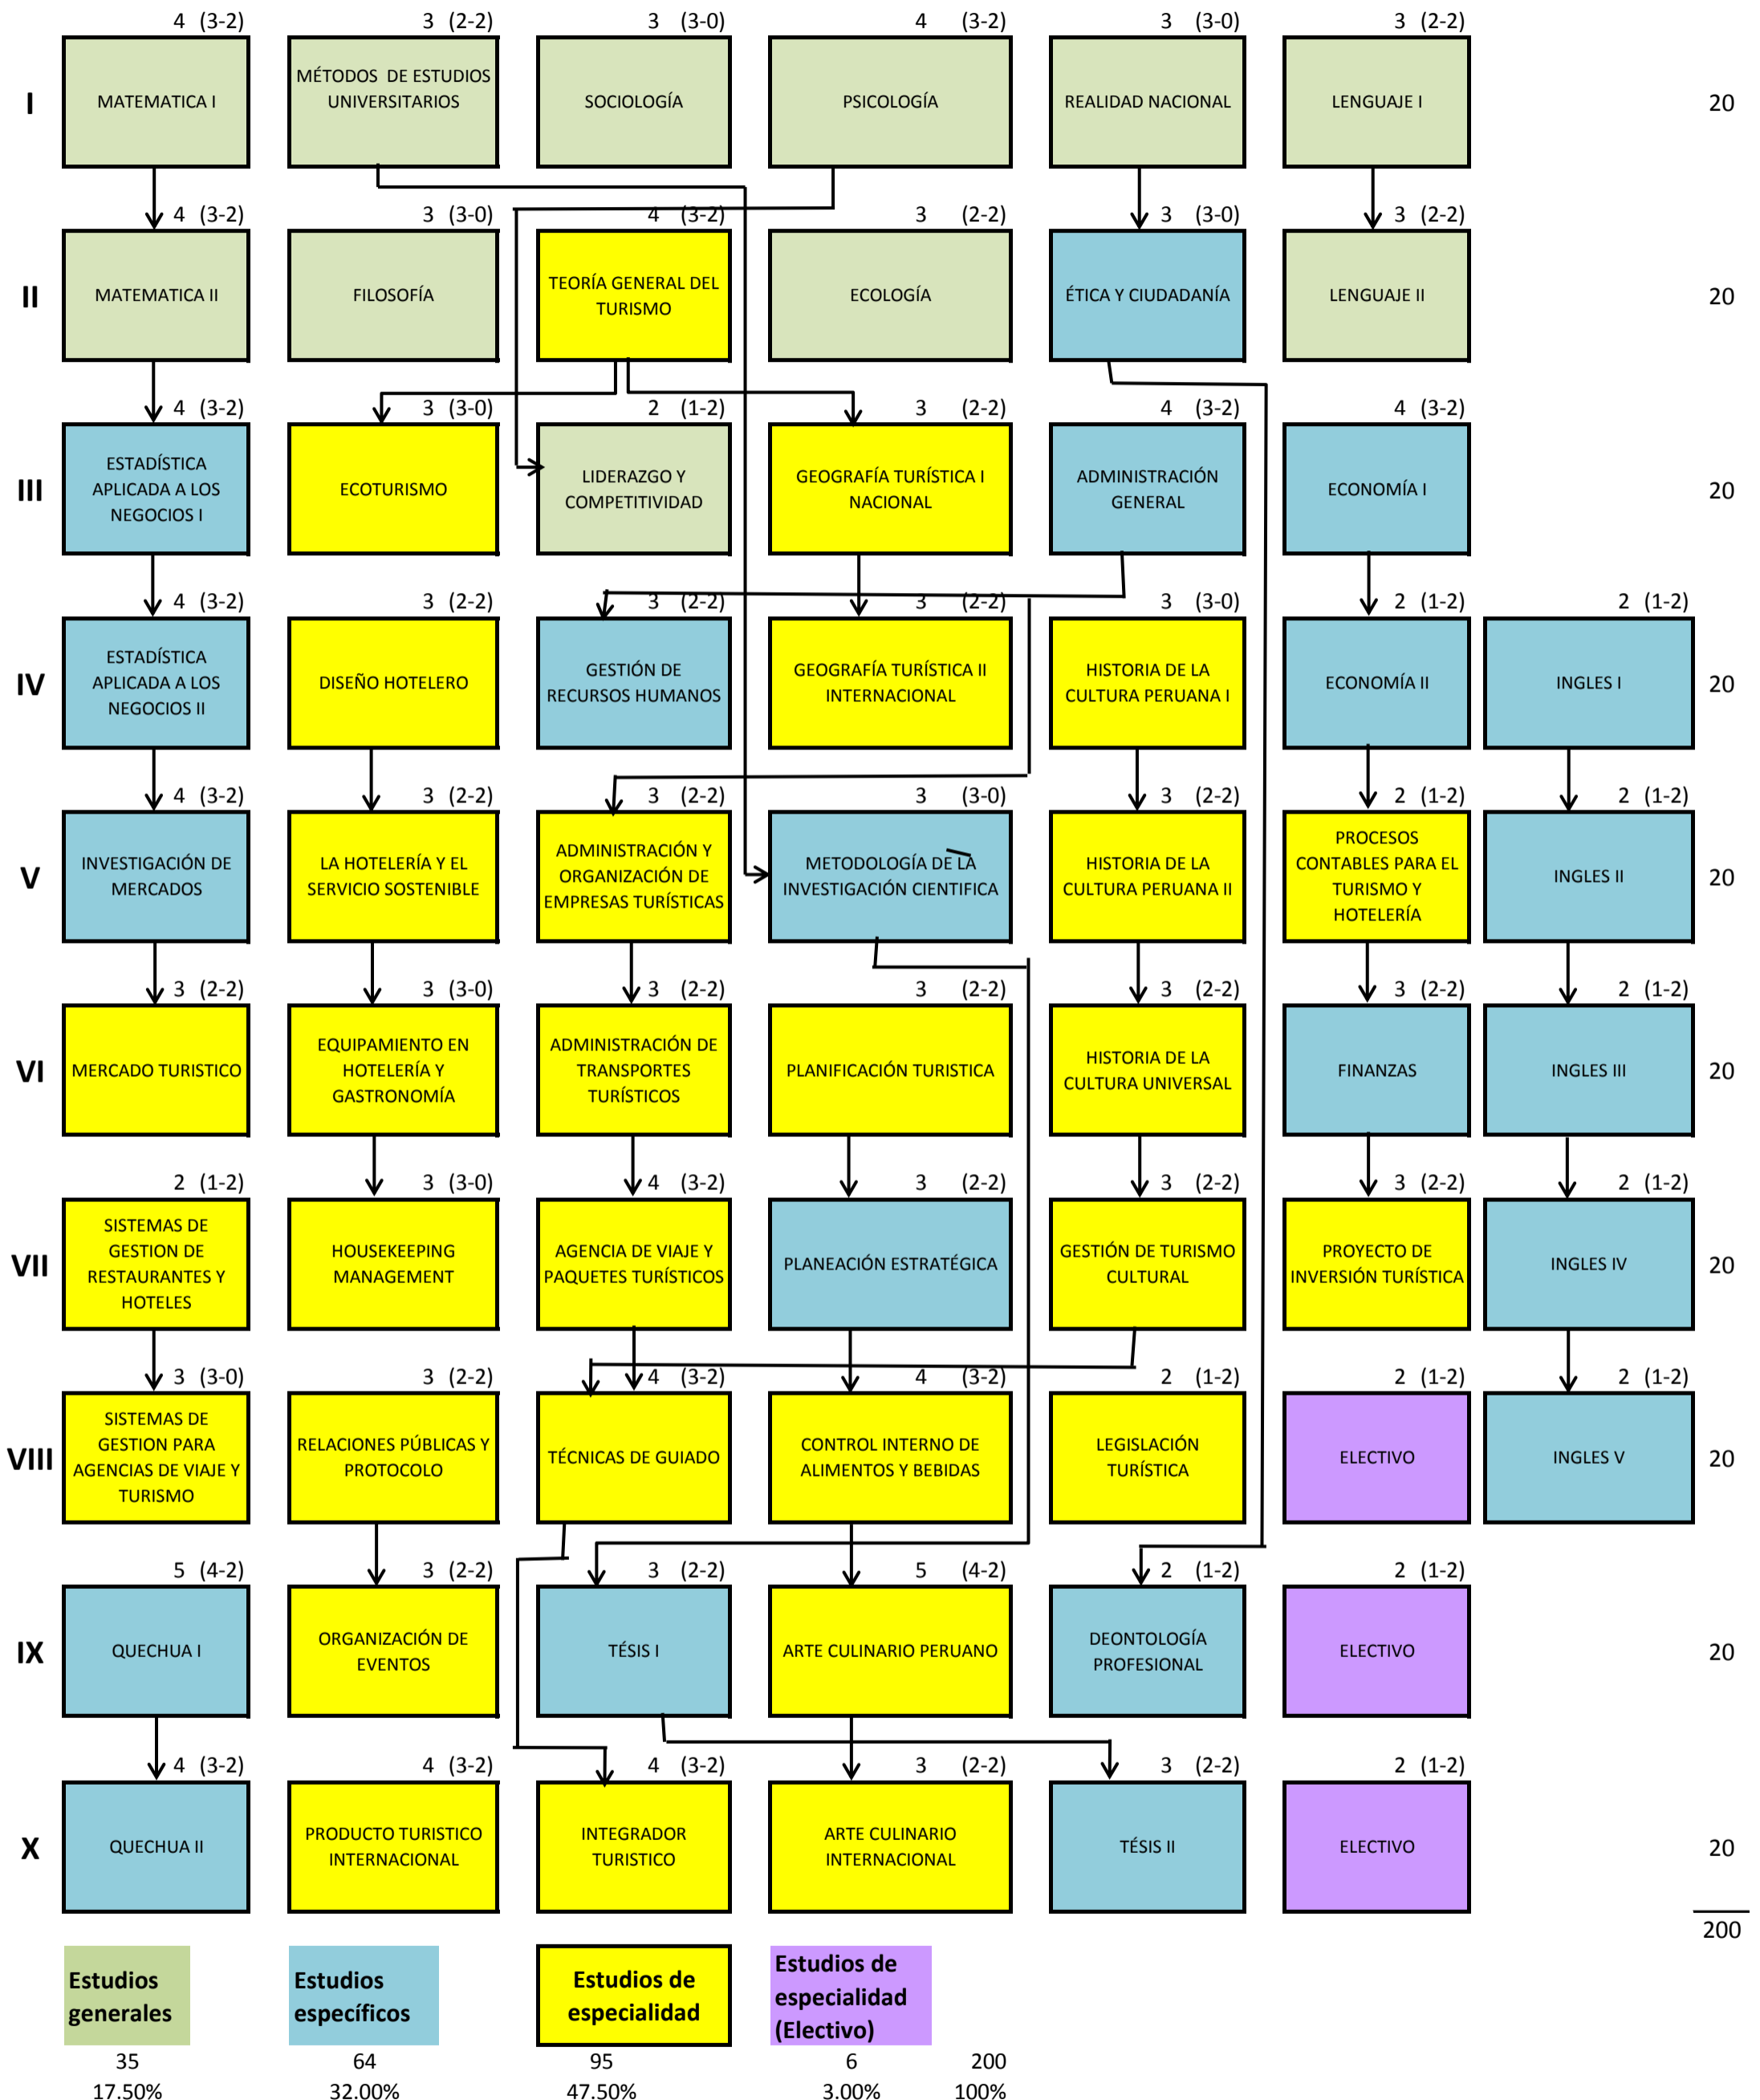 4 (3-2) 3 (2-2) 3 (3-0) 4 (3-2) 3 (3-0) 3 (2-2)
I
MATEMATICA I
MÉTODOS DE ESTUDIOS
UNIVERSITARIOS
SOCIOLOGÍA
PSICOLOGÍA
REALIDAD NACIONAL
LENGUAJE I
20
4 (3-2) 3 (3-0) 4 (3-2) 3 (2-2) 3 (3-0) 3 (2-2)
II
MATEMATICA II
FILOSOFÍA
TEORÍA GENERAL DEL
TURISMO
ECOLOGÍA
ÉTICA Y CIUDADANÍA
LENGUAJE II
20
4 (3-2) 3 (3-0) 2 (1-2) 3 (2-2) 4 (3-2) 4 (3-2)
III
ESTADÍSTICA
APLICADA A LOS
NEGOCIOS I
ECOTURISMO
LIDERAZGO Y
COMPETITIVIDAD
GEOGRAFÍA TURÍSTICA I
NACIONAL
ADMINISTRACIÓN
GENERAL
ECONOMÍA I
20
4 (3-2) 3 (2-2) 3 (2-2) 3 (2-2) 3 (3-0) 2 (1-2) 2 (1-2)
IV
ESTADÍSTICA
APLICADA A LOS
NEGOCIOS II
DISEÑO HOTELERO
GESTIÓN DE
RECURSOS HUMANOS
GEOGRAFÍA TURÍSTICA II
INTERNACIONAL
HISTORIA DE LA
CULTURA PERUANA I
ECONOMÍA II
INGLES I
20
4 (3-2) 3 (2-2) 3 (2-2) 3 (3-0) 3 (2-2) 2 (1-2) 2 (1-2)
V
INVESTIGACIÓN DE
MERCADOS
LA HOTELERÍA Y EL
SERVICIO SOSTENIBLE
ADMINISTRACIÓN Y
ORGANIZACIÓN DE
EMPRESAS TURÍSTICAS
METODOLOGÍA DE LA
INVESTIGACIÓN CIENTIFICA
HISTORIA DE LA
CULTURA PERUANA II
PROCESOS
CONTABLES PARA EL
TURISMO Y
HOTELERÍA
INGLES II
20
3 (2-2) 3 (3-0) 3 (2-2) 3 (2-2) 3 (2-2) 3 (2-2) 2 (1-2)
VI
MERCADO TURISTICO
EQUIPAMIENTO EN
HOTELERÍA Y
GASTRONOMÍA
ADMINISTRACIÓN DE
TRANSPORTES
TURÍSTICOS
PLANIFICACIÓN TURISTICA
HISTORIA DE LA
CULTURA UNIVERSAL
FINANZAS
INGLES III
20
2 (1-2) 3 (3-0) 4 (3-2) 3 (2-2) 3 (2-2) 3 (2-2) 2 (1-2)
VII
SISTEMAS DE
GESTION DE
RESTAURANTES Y
HOTELES
HOUSEKEEPING
MANAGEMENT
AGENCIA DE VIAJE Y
PAQUETES TURÍSTICOS
PLANEACIÓN ESTRATÉGICA
GESTIÓN DE TURISMO
CULTURAL
PROYECTO DE
INVERSIÓN TURÍSTICA
INGLES IV
20
3 (3-0) 3 (2-2) 4 (3-2) 4 (3-2) 2 (1-2) 2 (1-2) 2 (1-2)
VIII
SISTEMAS DE
GESTION PARA
AGENCIAS DE VIAJE Y
TURISMO
RELACIONES PÚBLICAS Y
PROTOCOLO
TÉCNICAS DE GUIADO
CONTROL INTERNO DE
ALIMENTOS Y BEBIDAS
LEGISLACIÓN
TURÍSTICA
ELECTIVO
INGLES V
20
5 (4-2) 3 (2-2) 3 (2-2) 5 (4-2) 2 (1-2) 2 (1-2)
IX
QUECHUA I
ORGANIZACIÓN DE
EVENTOS
TÉSIS I
ARTE CULINARIO PERUANO
DEONTOLOGÍA
PROFESIONAL
ELECTIVO
20
4 (3-2) 4 (3-2) 4 (3-2) 3 (2-2) 3 (2-2) 2 (1-2)
X
QUECHUA II
PRODUCTO TURISTICO
INTERNACIONAL
INTEGRADOR
TURISTICO
ARTE CULINARIO
INTERNACIONAL
TÉSIS II
ELECTIVO
20
200
Estudios
generales
Estudios
específicos
Estudios de
especialidad
Estudios de
especialidad
(Electivo)
35 64 95 6 200
17.50% 32.00% 47.50% 3.00% 100%